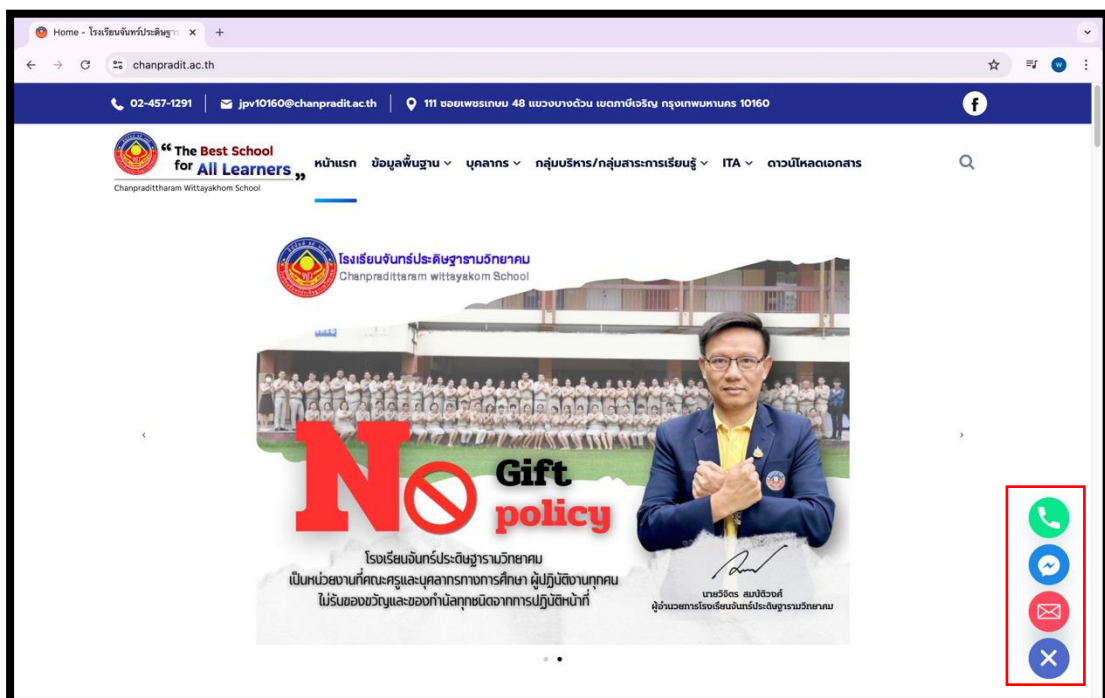 Home - โรงเรียนจันทร์ประดิษฐาร
chanpradit.ac.th
W
02-457-1291
jpv10160@chanpradit.ac.th
111 ซอยเพชรเกษม 48 แขวงบางด้วน เขตภาษีเจริญ กรุงเทพมหานคร 10160
“ The Best School
for All Learners „
Chanpradittharam Wittayakhom School
หน้าแรก ข้อมูลพื้นฐาน บุคลากร กลุ่มบริหาร/กลุ่มสาระการเรียนรู้ ITA ดาวน์โหลดเอกสาร
โรงเรียนจันทร์ประดิษฐารามวิทยาคม
Chanpradittaram wittayakom School
NO
Gift
policy
โรงเรียนจันทร์ประดิษฐารามวิทยาคม
เป็นหน่วยงานที่คณะครูและบุคลากรทางการศึกษา ผู้ปฏิบัติงานทุกคน
ไม่รับของขวัญและของกำนัลทุกชนิดจากการปฏิบัติหน้าที่
นายวิจิตร สมบัติวงค์
ผู้อำนวยการโรงเรียนจันทร์ประดิษฐารามวิทยาคม